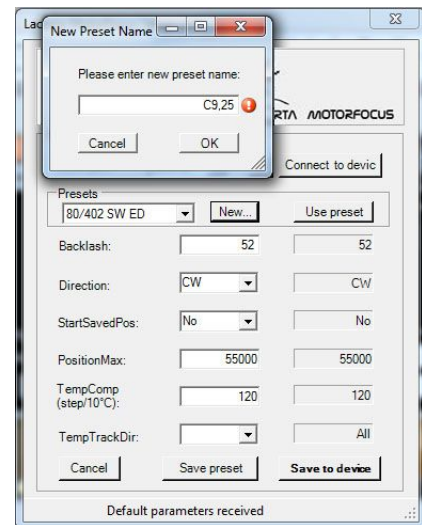 Lac
New Preset Name
Please enter new preset name:
C9,25
Cancel OK
RTA MOTORFOCUS
Connect to devic
Presets
80/402 SW ED New... Use preset
Backlash: 52 52
Direction: CW CW
StartSavedPos: No No
PositionMax: 55000 55000
TempComp
(step/10°C): 120 120
TempTrackDir: All
Cancel Save preset Save to device
Default parameters received